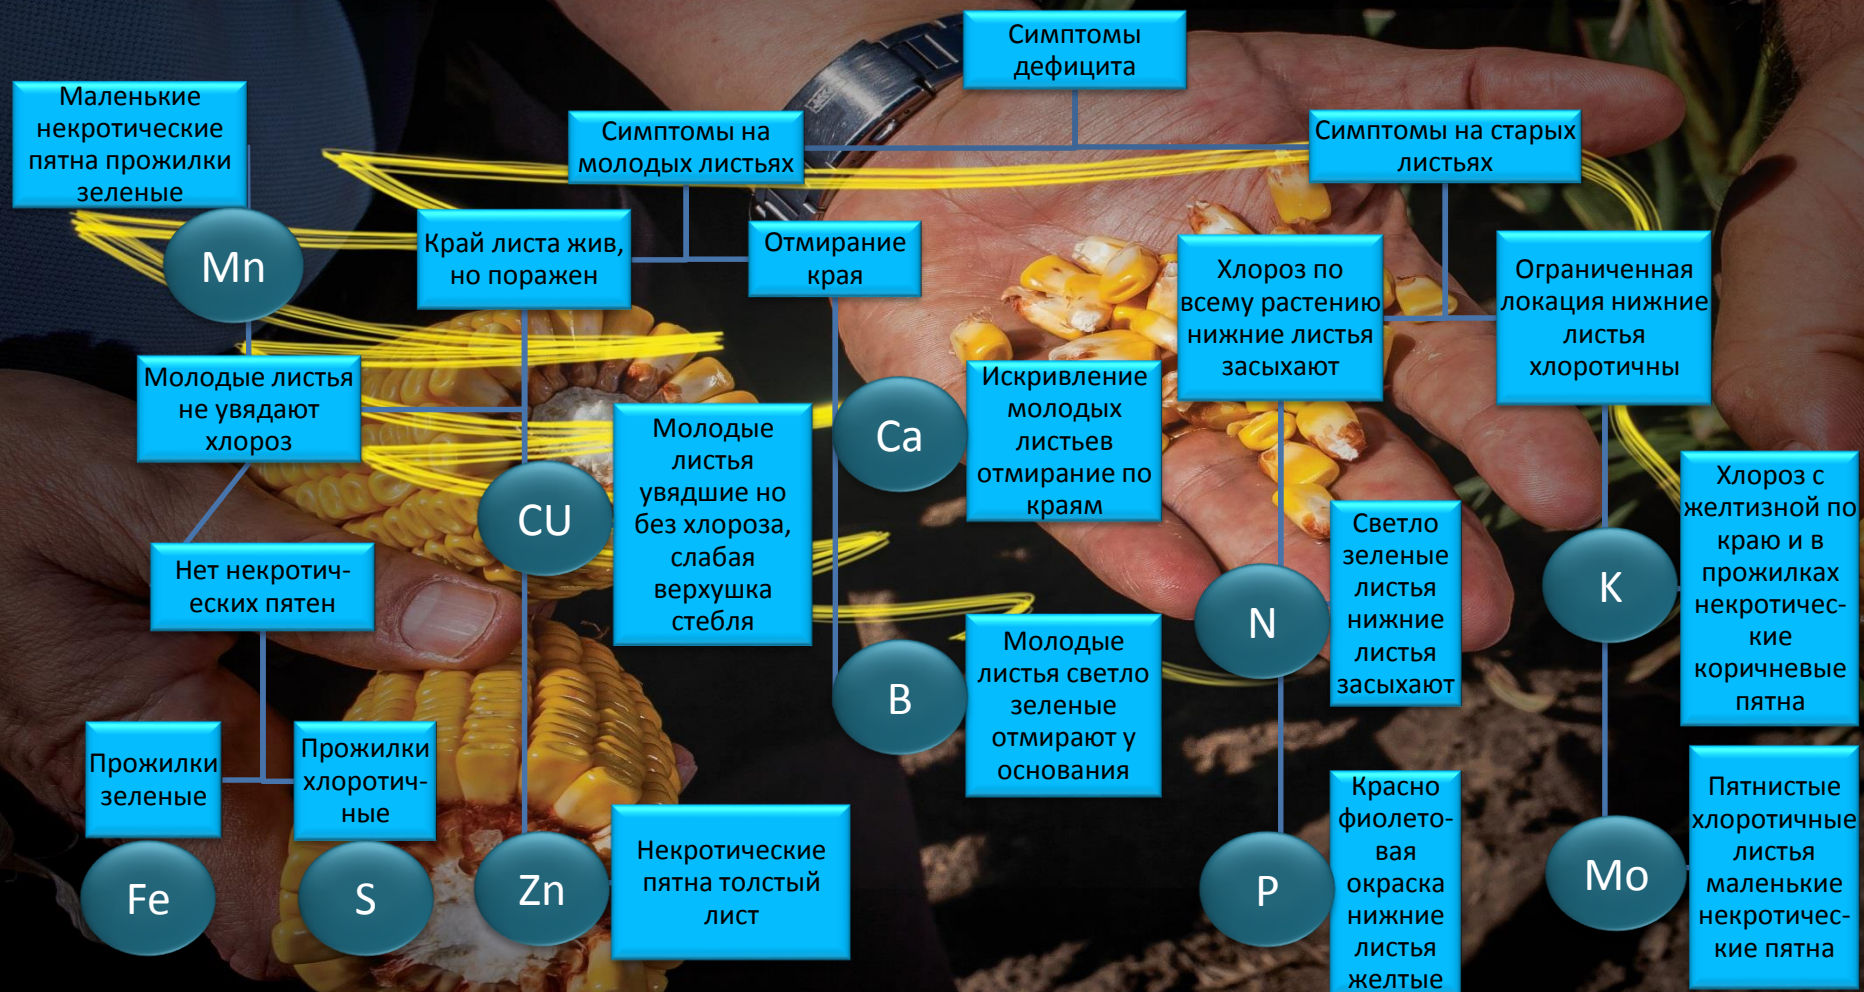 Симптомы
дефицита
Симптомы на
молодых листьях
Симптомы на старых
листьях
Маленькие
некротические
пятна прожилки
зеленые
Mn
Край листа жив,
но поражен
Отмирание
края
Хлороз по
всему растению
нижние листья
засыхают
Ограниченная
локация нижние
листья
хлоротичны
Молодые листья
не увядают
хлороз
CU
Молодые
листья
увядшие но
без хлороза,
слабая
верхушка
стебля
Ca
Искривление
молодых
листьев
отмирание по
краям
N
Светло
зеленые
листья
нижние
листья
засыхают
K
Хлороз с
желтизной по
краю и в
прожилках
некротичес-
кие
коричневые
пятна
Нет некротич-
еских пятен
B
Молодые
листья светло
зеленые
отмирают у
основания
Прожилки
зеленые
Прожилки
хлоротич-
ные
Fe
S
Zn
Некротические
пятна толстый
лист
P
Красно
фиолето-
вая
окраска
нижние
листья
желтые
Mo
Пятнистые
хлоротичные
листья
маленькие
некротичес-
кие пятна